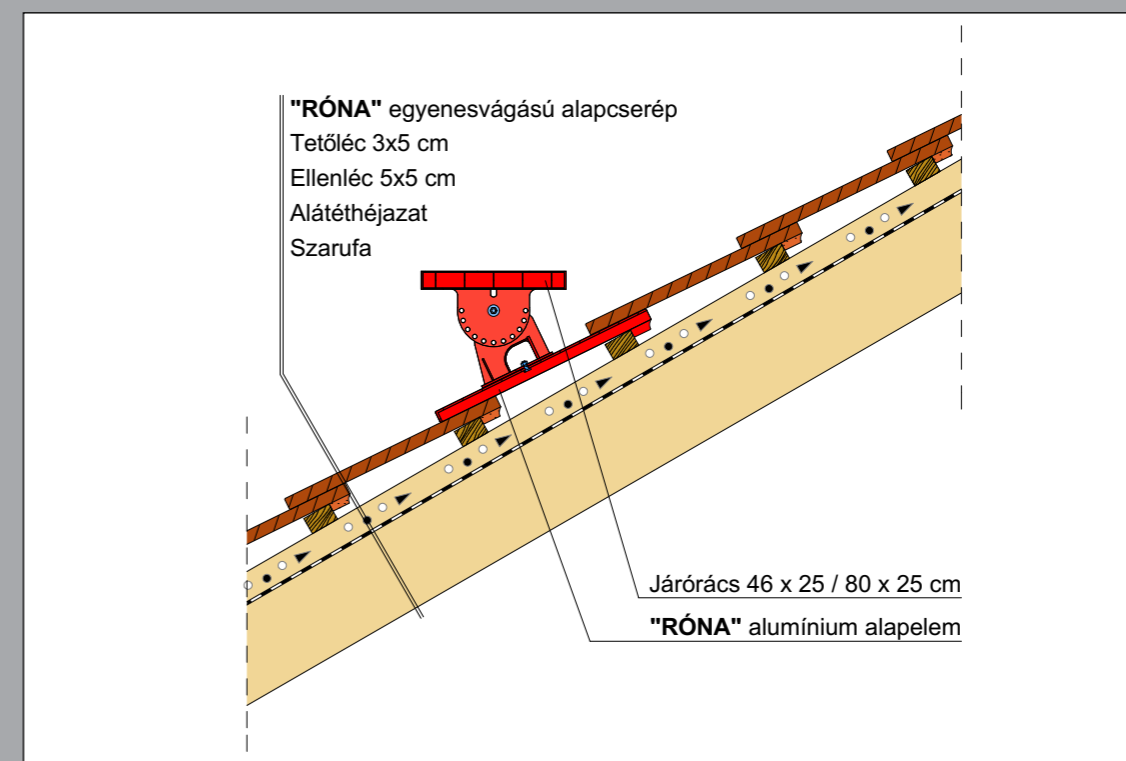 "RÓNA" egyenesvágású alapcserép
Tetőléc 3x5 cm
Ellenléc 5x5 cm
Alátéthéjazat
Szarufa
Járórács 46 x 25 / 80 x 25 cm
"RÓNA" alumínium alapelem